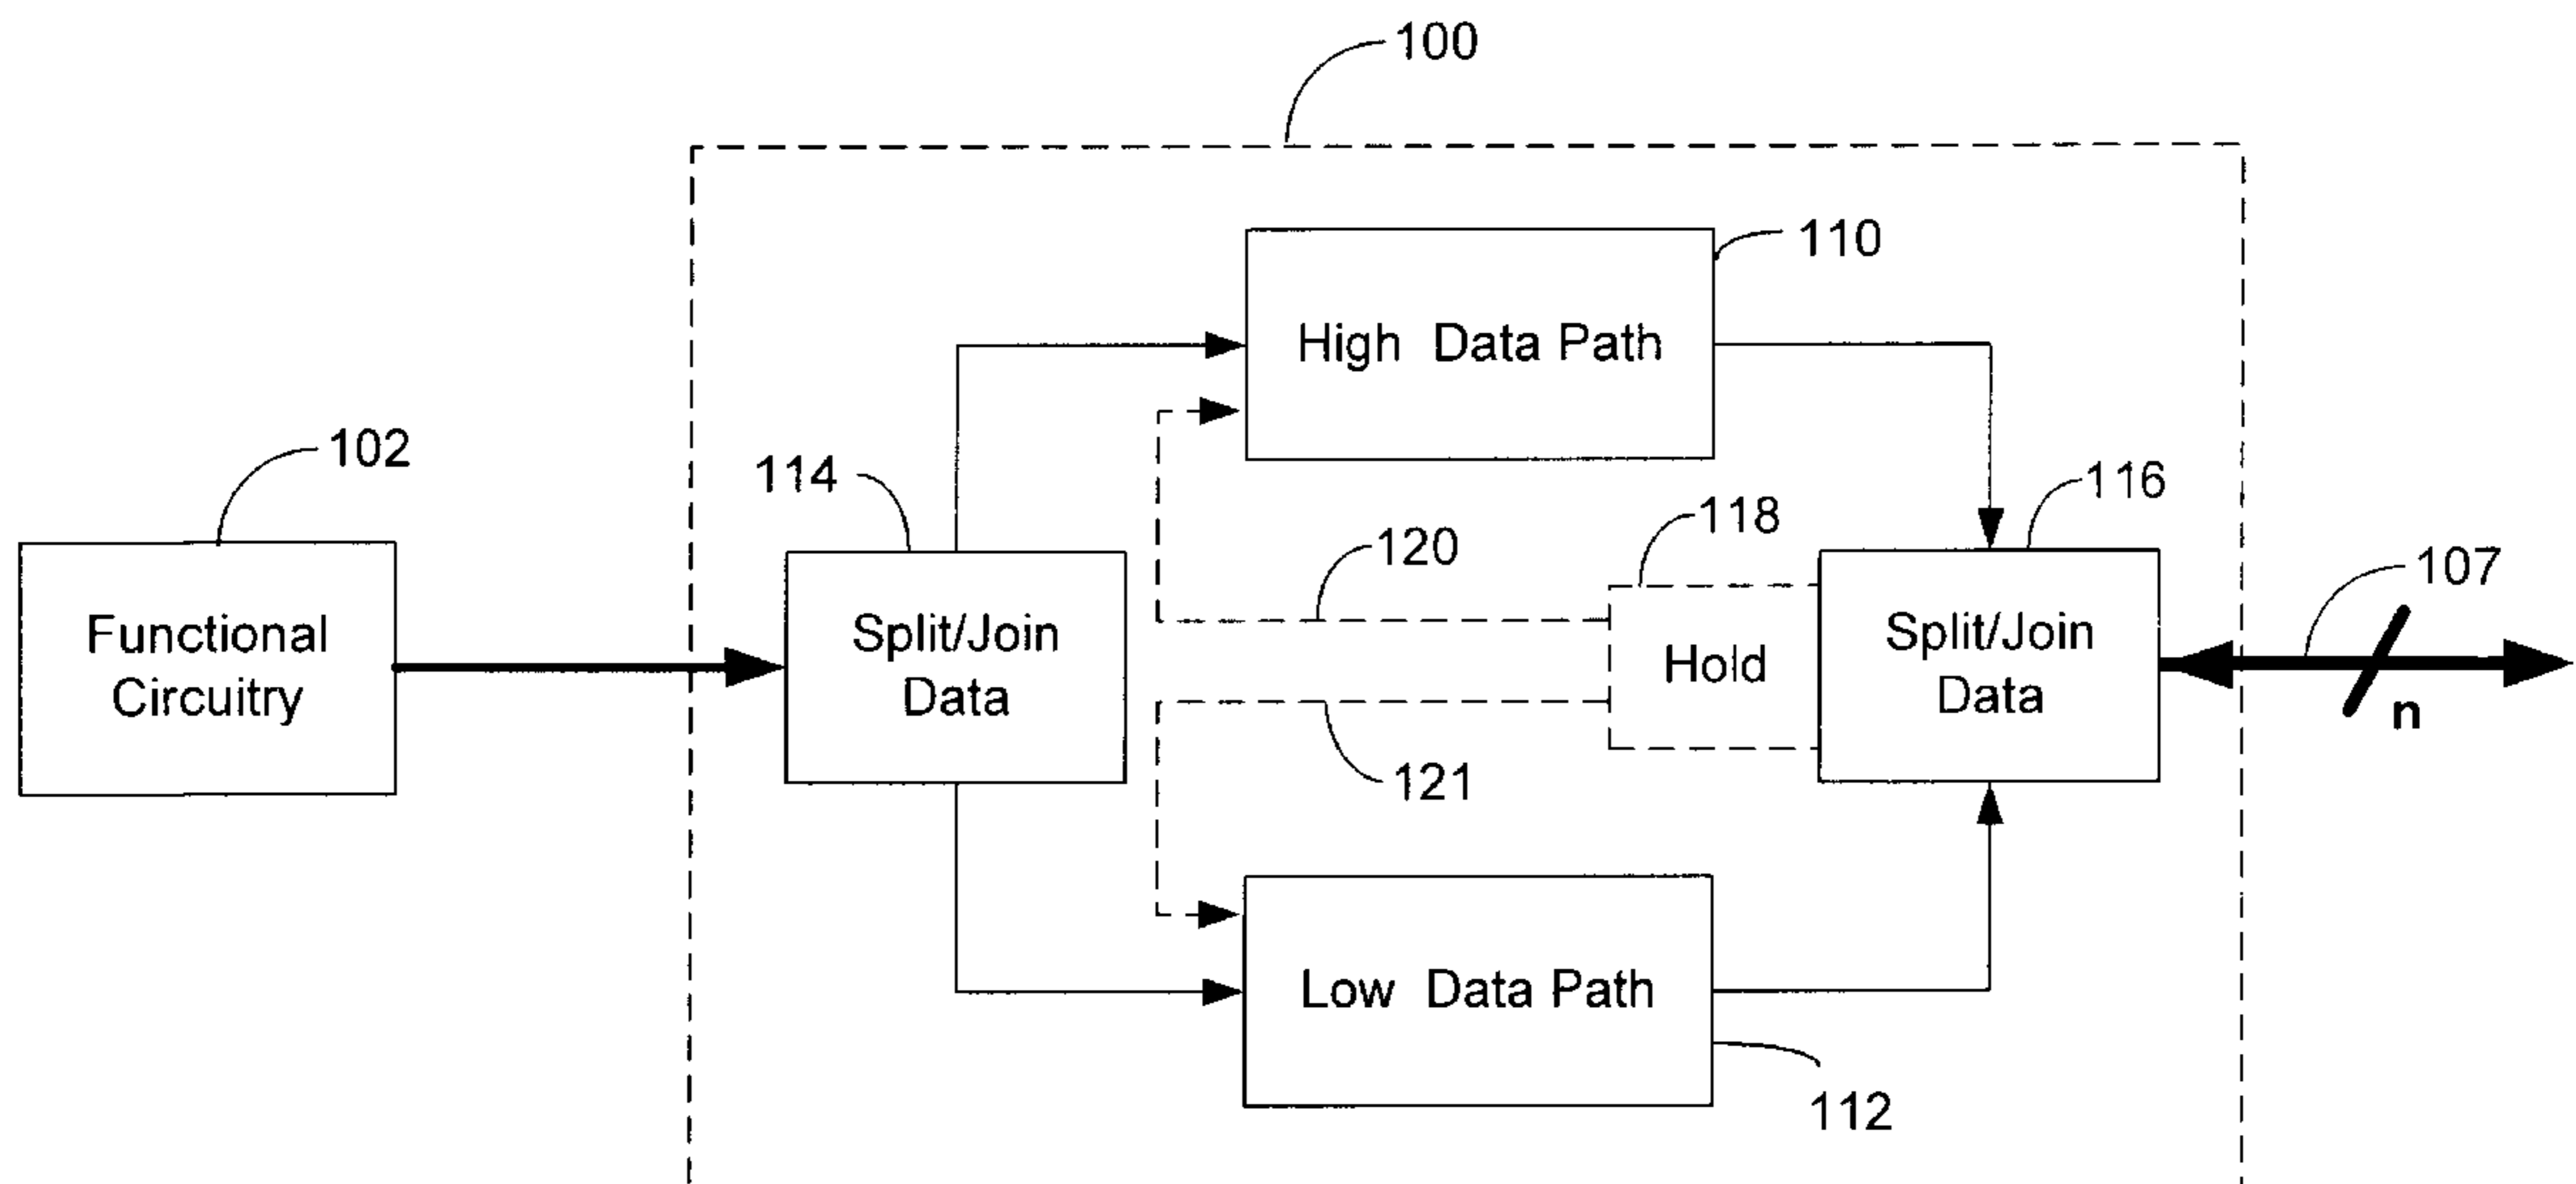 100
110
High Data Path
102
114
116
118
120
107
Functional
Circuitry
Split/Join
Data
Hold
Split/Join
Data
n
121
Low Data Path
112